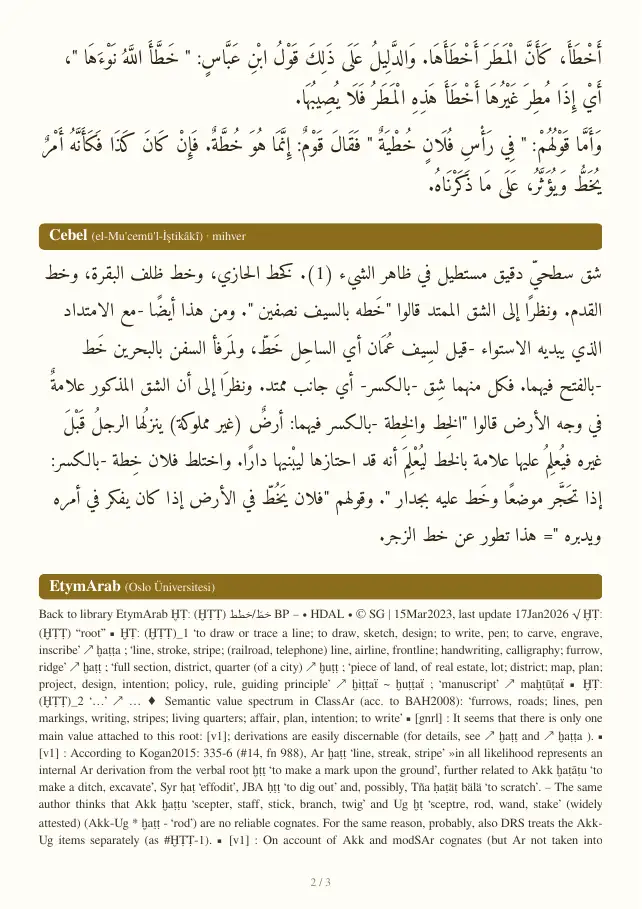 أَخْطَأَ، كَأَنَّ الْمَطَرَ أَخْطَأَهَا. وَالدَّلِيلُ عَلَى ذَلِكَ قَوْلُ ابْنِ عَبَّاسٍ: " خَطَّأَ اللَّهُ نَوْءَهَا "،
أَيْ إِذَا مُطِرَ غَيْرُهَا أَخْطَأَ هَذِهِ الْمَطَرُ فَلَا يُصِيبُهَا.
وَأَمَّا قَوْلُهُمْ: " فِي رَأْسِ فُلَانٍ خُطْيَةٌ " فَقَالَ قَوْمٌ: إِنَّمَا هُوَ خُطَّةٌ. فَإِنْ كَانَ كَذَا فَكَأَنَّهُ أَمْرٌ
يُخَطُّ وَيُؤَثَّرُ، عَلَى مَا ذَكَرْنَاهُ.
Cebel (el-Mu'cemü'l-İştikâkî) · mihver
شق سطحيّ دقيق مستطيل في ظاهر الشيء (1). كخط الحازي، وخط ظلف البقرة، وخط
القدم. ونظرًا إلى الشق الممتد قالوا "خَطه بالسيف نصفين ". ومن هذا أيضًا -مع الامتداد
الذي يبديه الاستواء -قيل لسِيف عُمَان أي الساحِل خَطّ، ولمَرفأ السفن بالبحرين خَط
-بالفتح فيهما. فكل منهما شِق -بالكسر- أي جانب ممتد. ونظرَا إلى أن الشق المذكور علامةٌ
في وجه الأرض قالوا "الخِط والخِطة -بالكسر فيهما: أرضٌ (غير مملوكة) ينزلُها الرجلُ قَبْلَ
غيره فيُعلِمُ عليها علامة بالخط ليُعْلِمَ أنه قد احتازها ليبْنيها دارًا. واختلط فلان خِطة -بالكسر:
إذا تحَجَّر موضعًا وخَط عليه بجدار ". وقولهم "فلان يَخُطّ في الأرض إذا كان يفكر في أمره
ويدبره "= هذا تطور عن خط الزجر.
EtymArab (Oslo Üniversitesi)
Back to library EtymArab ḪṬ: (ḪṬṬ) خطّ/خطط BP – • HDAL • © SG | 15Mar2023, last update 17Jan2026 √ ḪṬ:
(ḪṬṬ) “root” ▪ ḪṬ: (ḪṬṬ)_1 ‘to draw or trace a line; to draw, sketch, design; to write, pen; to carve, engrave,
inscribe’ ↗ ḫaṭṭa ; ‘line, stroke, stripe; (railroad, telephone) line, airline, frontline; handwriting, calligraphy; furrow,
ridge’ ↗ ḫaṭṭ ; ‘full section, district, quarter (of a city) ↗ ḫuṭṭ ; ‘piece of land, of real estate, lot; district; map, plan;
project, design, intention; policy, rule, guiding principle’ ↗ ḫiṭṭaẗ ~ ḫuṭṭaẗ ; ‘manuscript’ ↗ maḫṭūṭaẗ ▪ ḪṬ:
(ḪṬṬ)_2 ‘…’ ↗ … ♦ Semantic value spectrum in ClassAr (acc. to BAH2008): ‘furrows, roads; lines, pen
markings, writing, stripes; living quarters; affair, plan, intention; to write’ ▪ [gnrl] : It seems that there is only one
main value attached to this root: [v1]; derivations are easily discernable (for details, see ↗ ḫaṭṭ and ↗ ḫaṭṭa ). ▪
[v1] : According to Kogan2015: 335-6 (#14, fn 988), Ar ḫaṭṭ ‘line, streak, stripe’ »in all likelihood represents an
internal Ar derivation from the verbal root ḫṭṭ ‘to make a mark upon the ground’, further related to Akk ḫaṭāṭu ‘to
make a ditch, excavate’, Syr ḥaṭ ‘effodit’, JBA ḥṭṭ ‘to dig out’ and, possibly, Tña ḥaṭäṭ bälä ‘to scratch’. – The same
author thinks that Akk ḫaṭṭu ‘scepter, staff, stick, branch, twig’ and Ug ḫṭ ‘sceptre, rod, wand, stake’ (widely
attested) (Akk-Ug * ḫaṭṭ - ‘rod’) are no reliable cognates. For the same reason, probably, also DRS treats the Akk-
Ug items separately (as #ḪṬṬ-1). ▪ [v1] : On account of Akk and modSAr cognates (but Ar not taken into
2 / 3